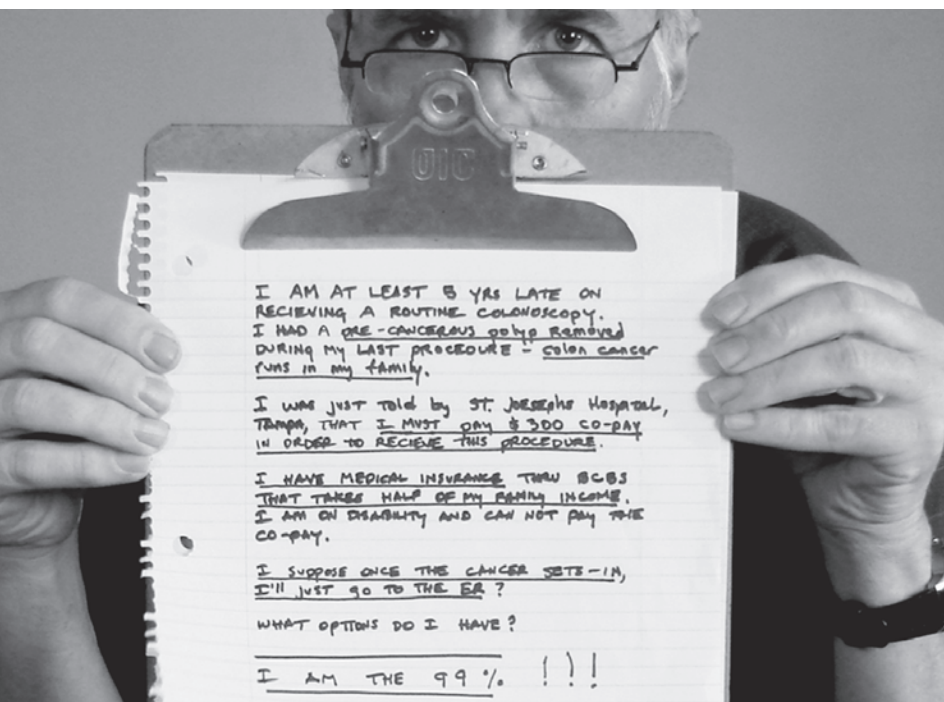 OIC
I AM AT LEAST 5 YRS LATE ON
RECIEVING A ROUTINE COLONOSCOPY.
I HAD A PRE-CANCEROUS polyp Removed
DURING MY LAST PROCEDURE - colon cancer
runs in my family.
I WAS JUST Told by ST. JOESEPHS HOSPITAL,
TAMPA, THAT I MUST PAY $300 CO-PAY
IN ORDER TO RECIEVE THIS PROCEDURE.
I HAVE MEDICAL INSURANCE THRU BCBS
THAT TAKES HALF OF MY FAMILY INCOME.
I AM ON DISABILITY AND CAN NOT PAY THE
CO-PAY.
I SUPPOSE ONCE THE CANCER SETS-IN,
I'll JUST go TO THE ER?
WHAT OPTIONS DO I HAVE?
I AM THE 99% !!!